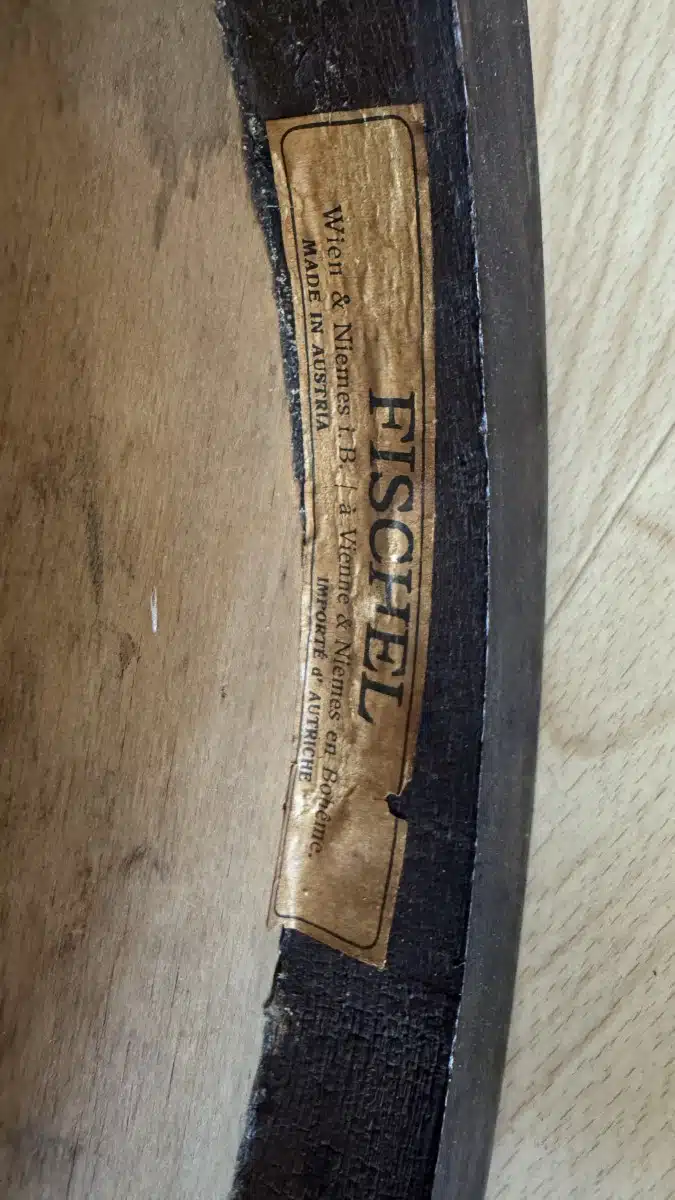 FISCHEL
Wien & Niemes i. B. | à Vienne & Niemes en Bohême.
MADE IN AUSTRIA IMPORTÉ d' AUTRICHE